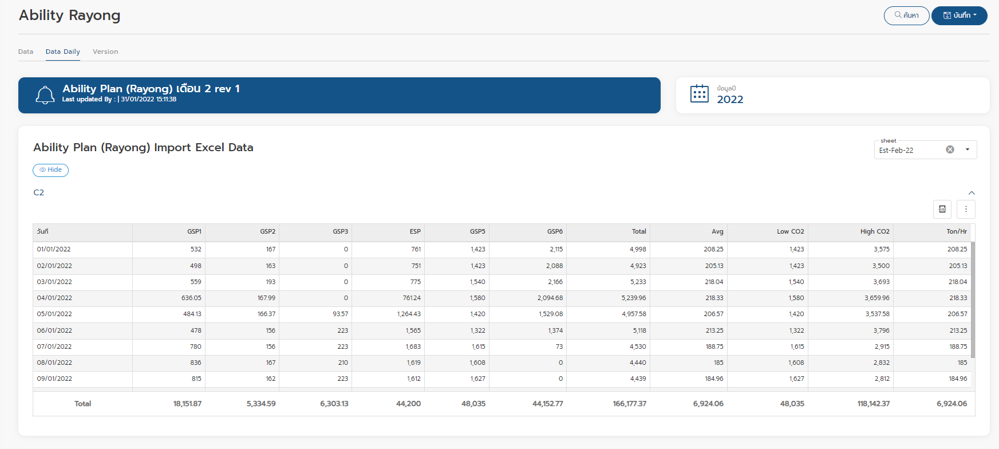 Ability Rayong
ค้นหา
บันทึก
Data Data Daily Version
Ability Plan (Rayong) เดือน 2 rev 1
Last updated By : | 31/01/2022 15:11:38
ข้อมูลปี
2022
Ability Plan (Rayong) Import Excel Data
sheet
Est-Feb-22
Hide
C2
วันที่ GSP1 GSP2 GSP3 ESP GSP5 GSP6 Total Avg Low CO2 High CO2 Ton/Hr
01/01/2022 532 167 0 761 1,423 2,115 4,998 208.25 1,423 3,575 208.25
02/01/2022 498 163 0 751 1,423 2,088 4,923 205.13 1,423 3,500 205.13
03/01/2022 559 193 0 775 1,540 2,166 5,233 218.04 1,540 3,693 218.04
04/01/2022 636.05 167.99 0 761.24 1,580 2,094.68 5,239.96 218.33 1,580 3,659.96 218.33
05/01/2022 484.13 166.37 93.57 1,264.43 1,420 1,529.08 4,957.58 206.57 1,420 3,537.58 206.57
06/01/2022 478 156 223 1,565 1,322 1,374 5,118 213.25 1,322 3,796 213.25
07/01/2022 780 156 223 1,683 1,615 73 4,530 188.75 1,615 2,915 188.75
08/01/2022 836 167 210 1,619 1,608 0 4,440 185 1,608 2,832 185
09/01/2022 815 162 223 1,612 1,627 0 4,439 184.96 1,627 2,812 184.96
Total 18,151.87 5,334.59 6,303.13 44,200 48,035 44,152.77 166,177.37 6,924.06 48,035 118,142.37 6,924.06